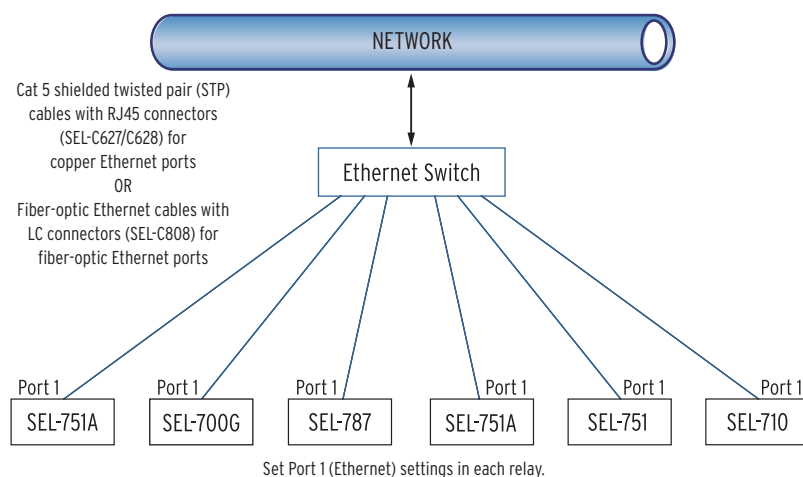 NETWORK
Cat 5 shielded twisted pair (STP)
cables with RJ45 connectors
(SEL-C627/C628) for
copper Ethernet ports
OR
Fiber-optic Ethernet cables with
LC connectors (SEL-C808) for
fiber-optic Ethernet ports
Ethernet Switch
Port 1
SEL-751A
Port 1
SEL-700G
Port 1
SEL-787
Port 1
SEL-751A
Port 1
SEL-751
Port 1
SEL-710
Set Port 1 (Ethernet) settings in each relay.